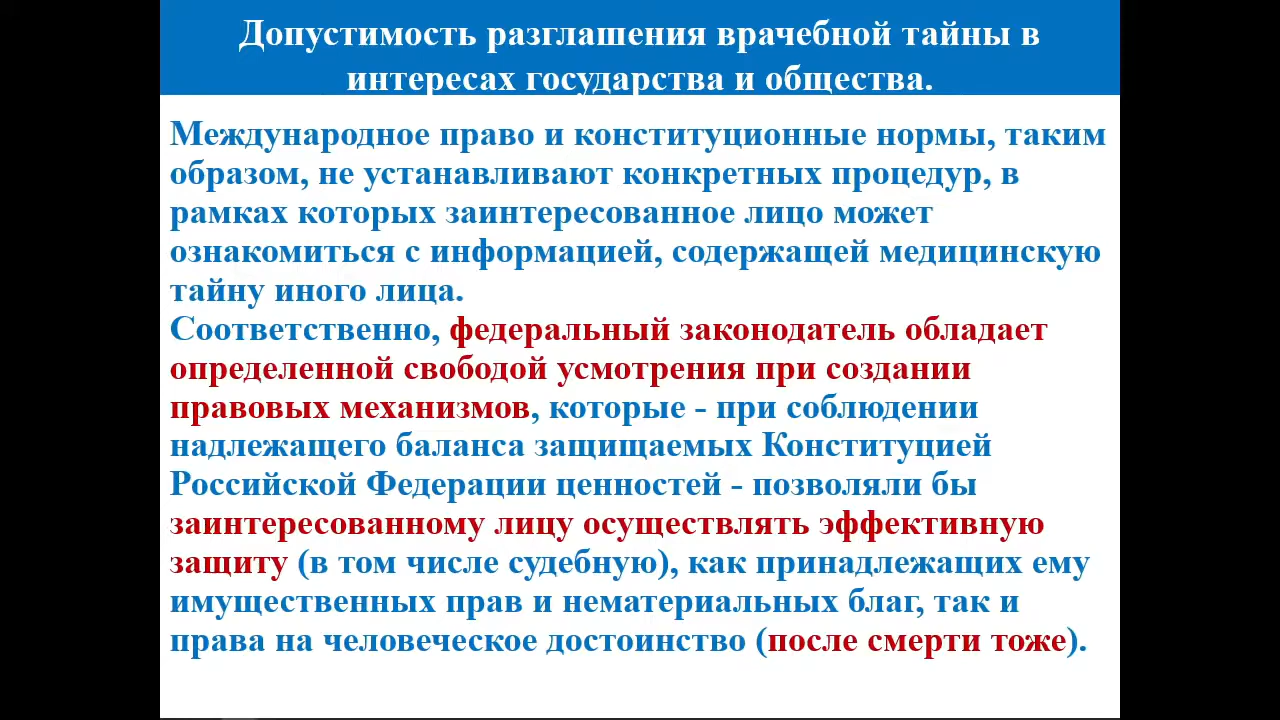 Допустимость разглашения врачебной тайны в
интересах государства и общества.
Международное право и конституционные нормы, таким
образом, не устанавливают конкретных процедур, в
рамках которых заинтересованное лицо может
ознакомиться с информацией, содержащей медицинскую
тайну иного лица.
Соответственно, федеральный законодатель обладает
определенной свободой усмотрения при создании
правовых механизмов, которые - при соблюдении
надлежащего баланса защищаемых Конституцией
Российской Федерации ценностей - позволяли бы
заинтересованному лицу осуществлять эффективную
защиту (в том числе судебную), как принадлежащих ему
имущественных прав и нематериальных благ, так и
права на человеческое достоинство (после смерти тоже).